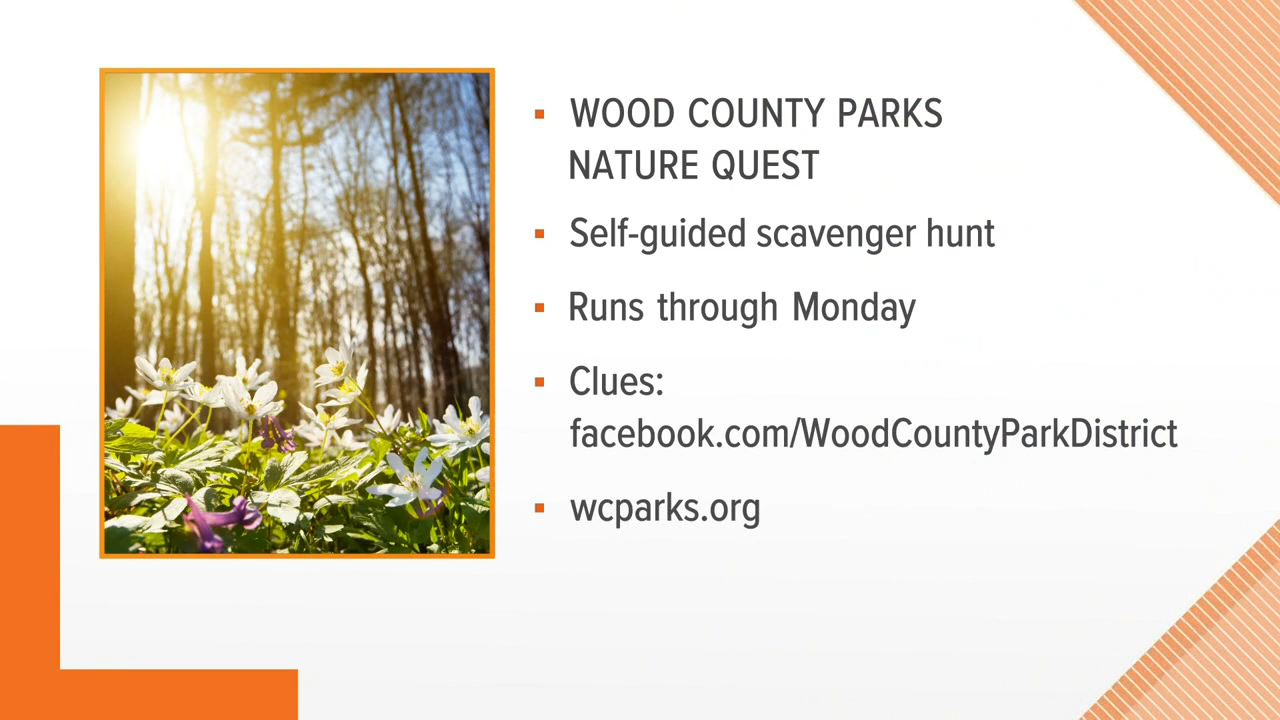 WOOD COUNTY PARKS
NATURE QUEST
Self-guided scavenger hunt
Runs through Monday
Clues:
facebook.com/WoodCountyParkDistrict
wcparks.org